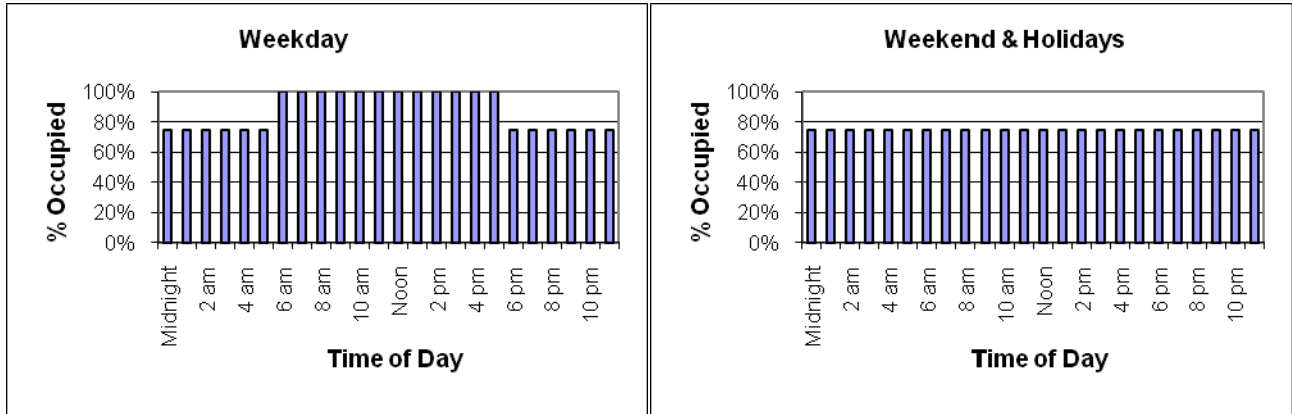 Weekday
% Occupied
100%
80%
60%
40%
20%
0%
Midnight
2 am
4 am
6 am
8 am
10 am
Noon
2 pm
4 pm
6 pm
8 pm
10 pm
Time of Day
Weekend & Holidays
% Occupied
100%
80%
60%
40%
20%
0%
Midnight
2 am
4 am
6 am
8 am
10 am
Noon
2 pm
4 pm
6 pm
8 pm
10 pm
Time of Day